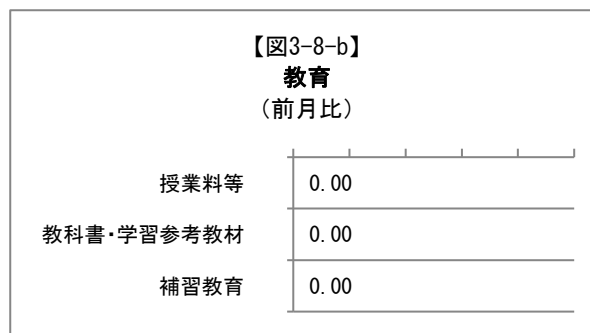 【図3-8-b】
教育
（前月比）
授業料等 0.00
教科書･学習参考教材 0.00
補習教育 0.00